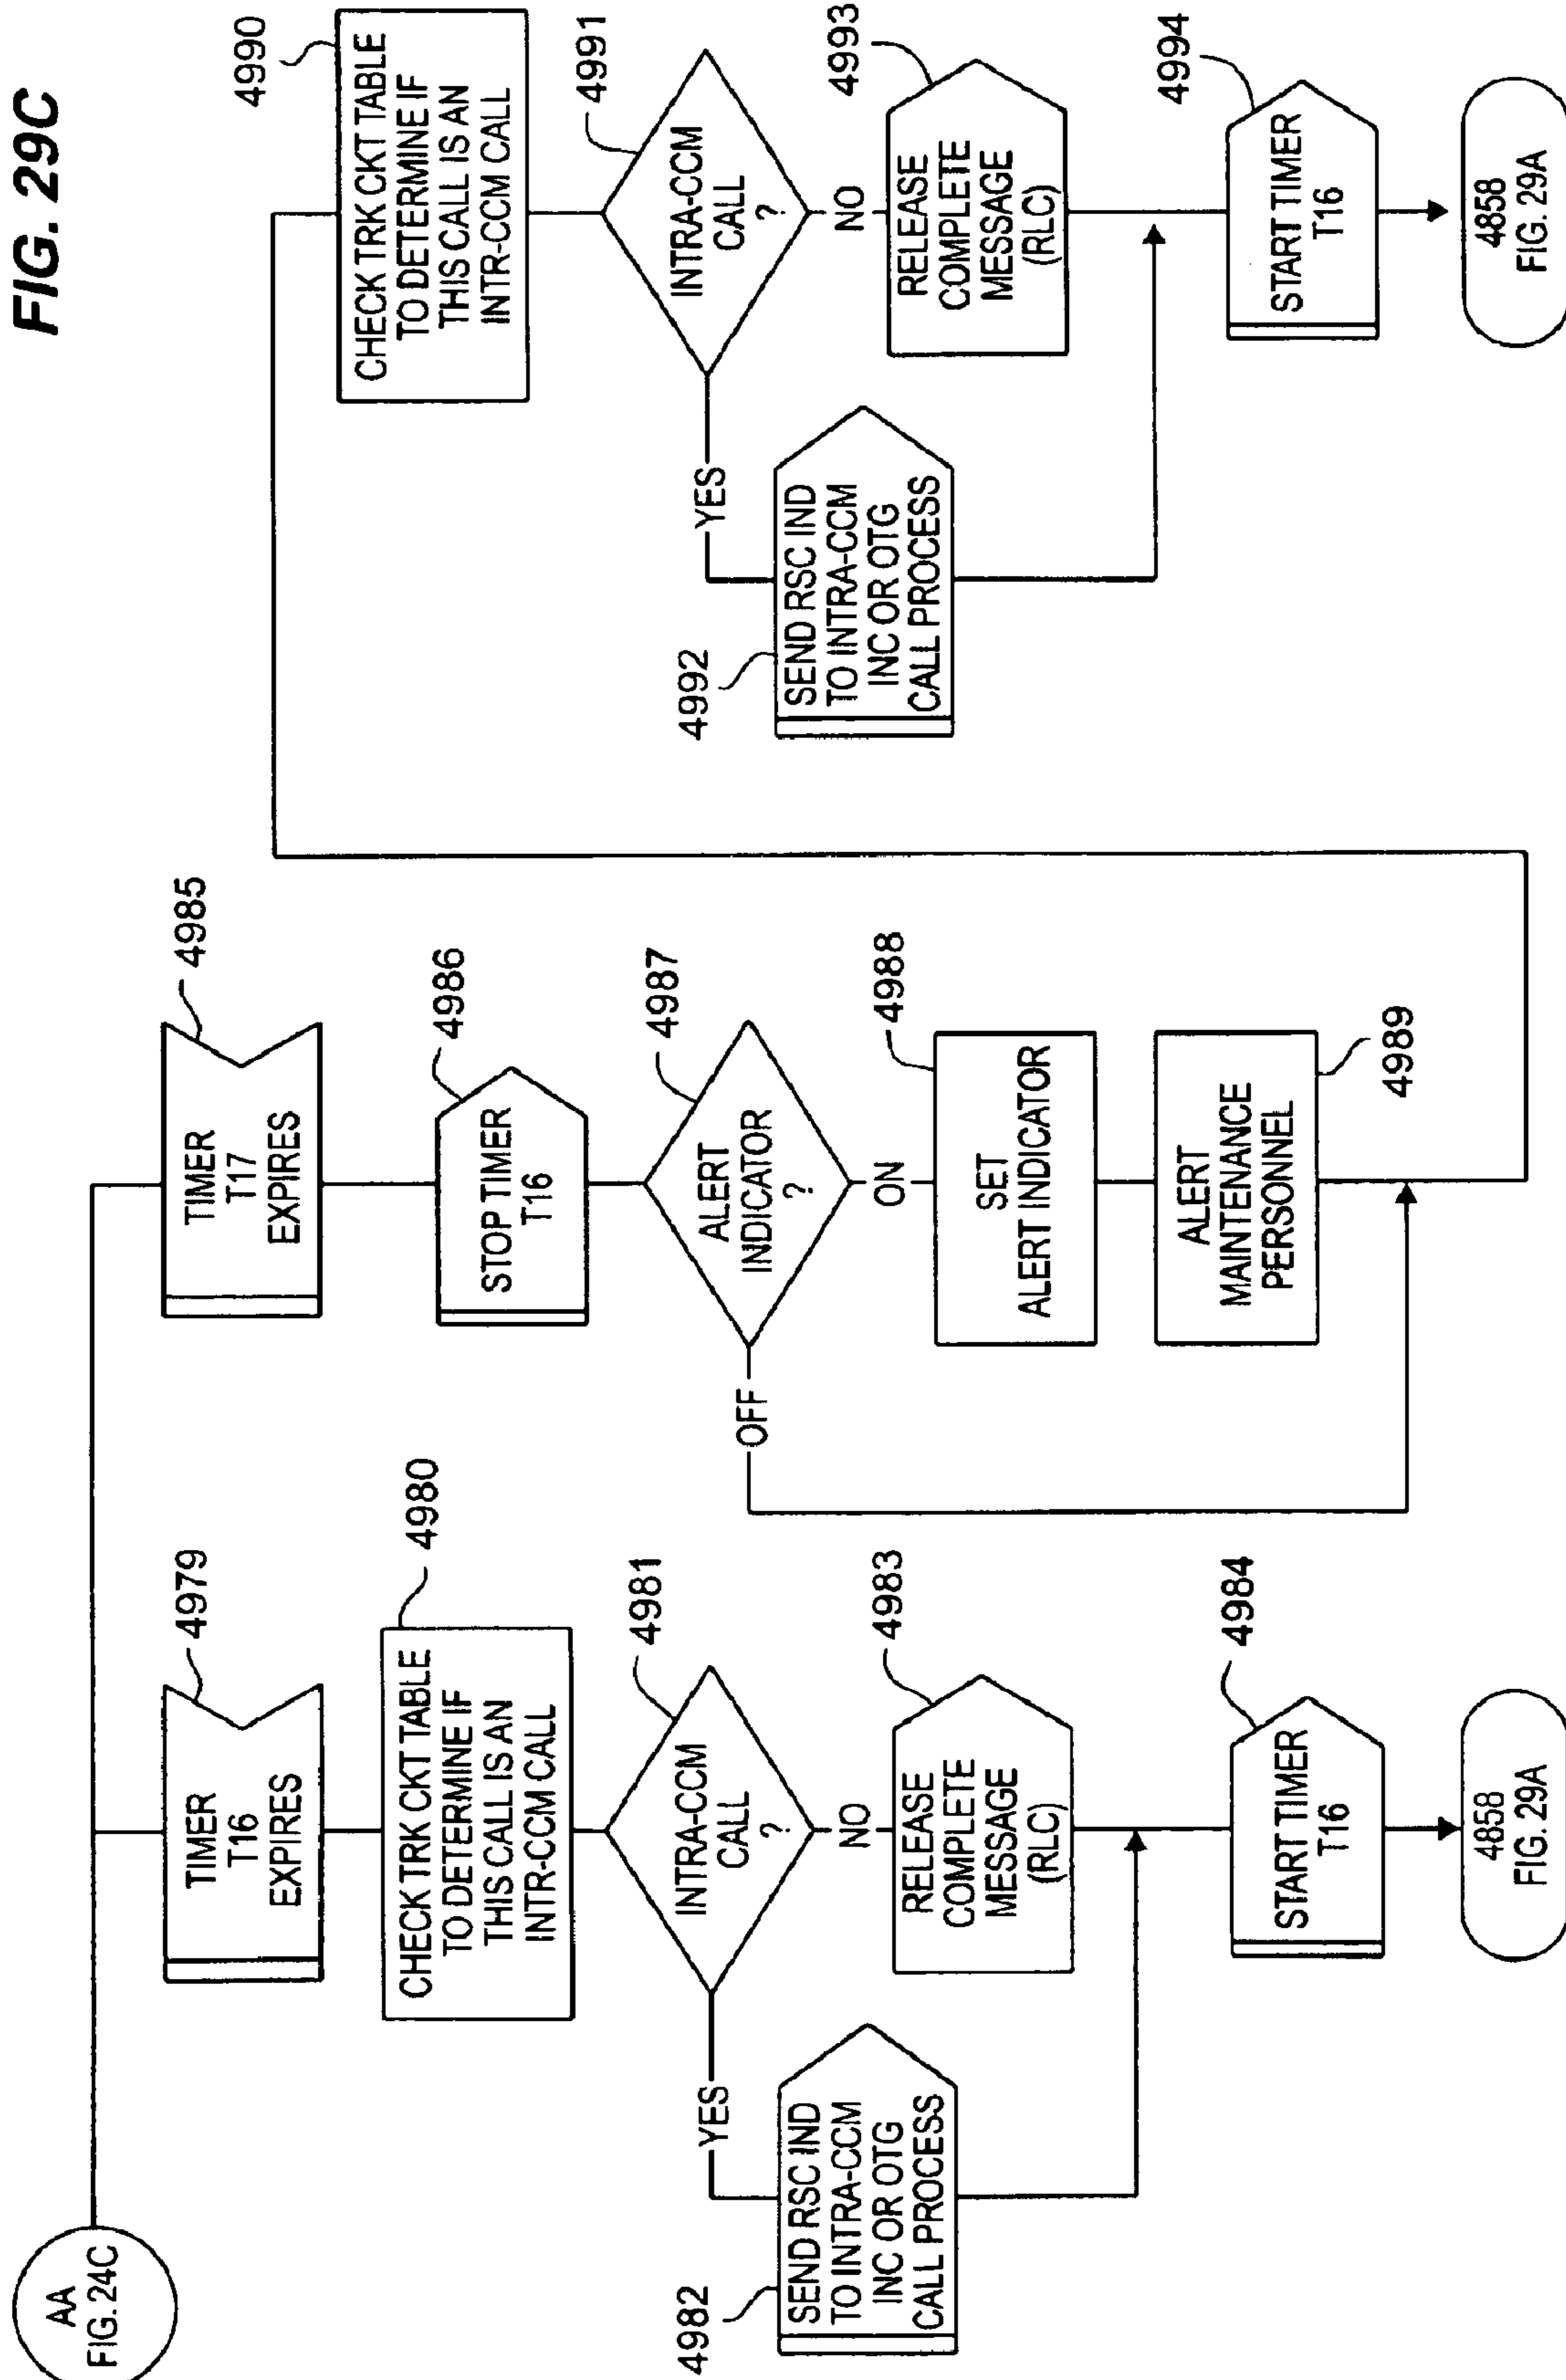 FIG. 29C
AA
FIG. 24C
TIMER
T16
EXPIRES
4979
CHECK TRK CKT TABLE
TO DETERMINE IF
THIS CALL IS AN
INTR-CCM CALL
4980
INTRA-CCM
CALL
?
4981
YES
NO
4982
SEND RSC IND
TO INTRA-CCM
INC OR OTG
CALL PROCESS
RELEASE
COMPLETE
MESSAGE
(RLC)
4983
START TIMER
T16
4984
4858
FIG. 29A
TIMER
T17
EXPIRES
4985
STOP TIMER
T16
4986
ALERT
INDICATOR
?
4987
OFF
ON
SET
ALERT INDICATOR
4988
ALERT
MAINTENANCE
PERSONNEL
4989
4990
CHECK TRK CKT TABLE
TO DETERMINE IF
THIS CALL IS AN
INTR-CCM CALL
INTRA-CCM
CALL
?
4991
YES
NO
4992
SEND RSC IND
TO INTRA-CCM
INC OR OTG
CALL PROCESS
RELEASE
COMPLETE
MESSAGE
(RLC)
4993
START TIMER
T16
4994
4858
FIG. 29A